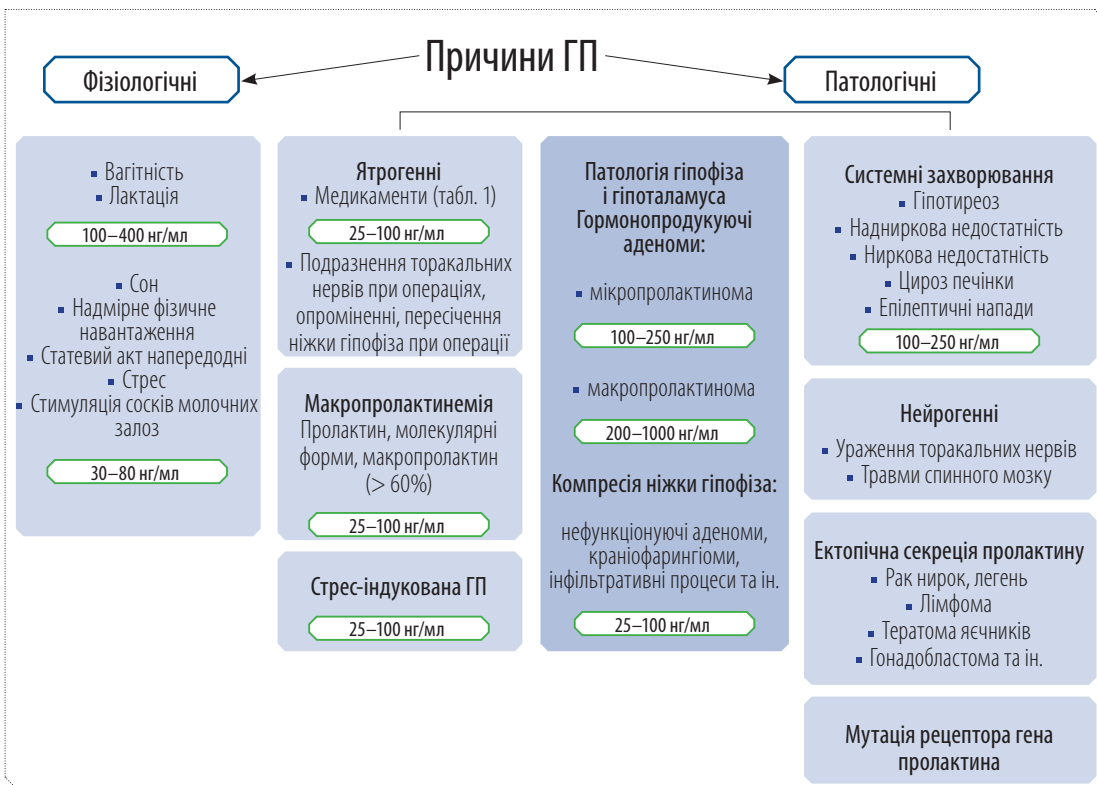 Причини ГП
Фізіологічні
Патологічні
▪ Вагітність
▪ Лактація
100–400 нг/мл
▪ Сон
▪ Надмірне фізичне
навантаження
▪ Статевий акт напередодні
▪ Стрес
▪ Стимуляція сосків молочних
залоз
30–80 нг/мл
Ятрогенні
▪ Медикаменти (табл. 1)
25–100 нг/мл
▪ Подразнення торакальних
нервів при операціях,
опроміненні, пересічення
ніжки гіпофіза при операції
Макропролактинемія
Пролактин, молекулярні
форми, макропролактин
(> 60%)
25–100 нг/мл
Стрес-індукована ГП
25–100 нг/мл
Патологія гіпофіза
і гіпоталамуса
Гормонопродукуючі
аденоми:
▪ мікропролактинома
100–250 нг/мл
▪ макропролактинома
200–1000 нг/мл
Компресія ніжки гіпофіза:
нефункціонуючі аденоми,
краніофарингіоми,
інфільтративні процеси та ін.
25–100 нг/мл
Системні захворювання
▪ Гіпотиреоз
▪ Надниркова недостатність
▪ Ниркова недостатність
▪ Цироз печінки
▪ Епілептичні напади
100–250 нг/мл
Нейрогенні
▪ Ураження торакальних нервів
▪ Травми спинного мозку
Ектопічна секреція пролактину
▪ Рак нирок, легень
▪ Лімфома
▪ Тератома яєчників
▪ Гонадобластома та ін.
Мутація рецептора гена
пролактина